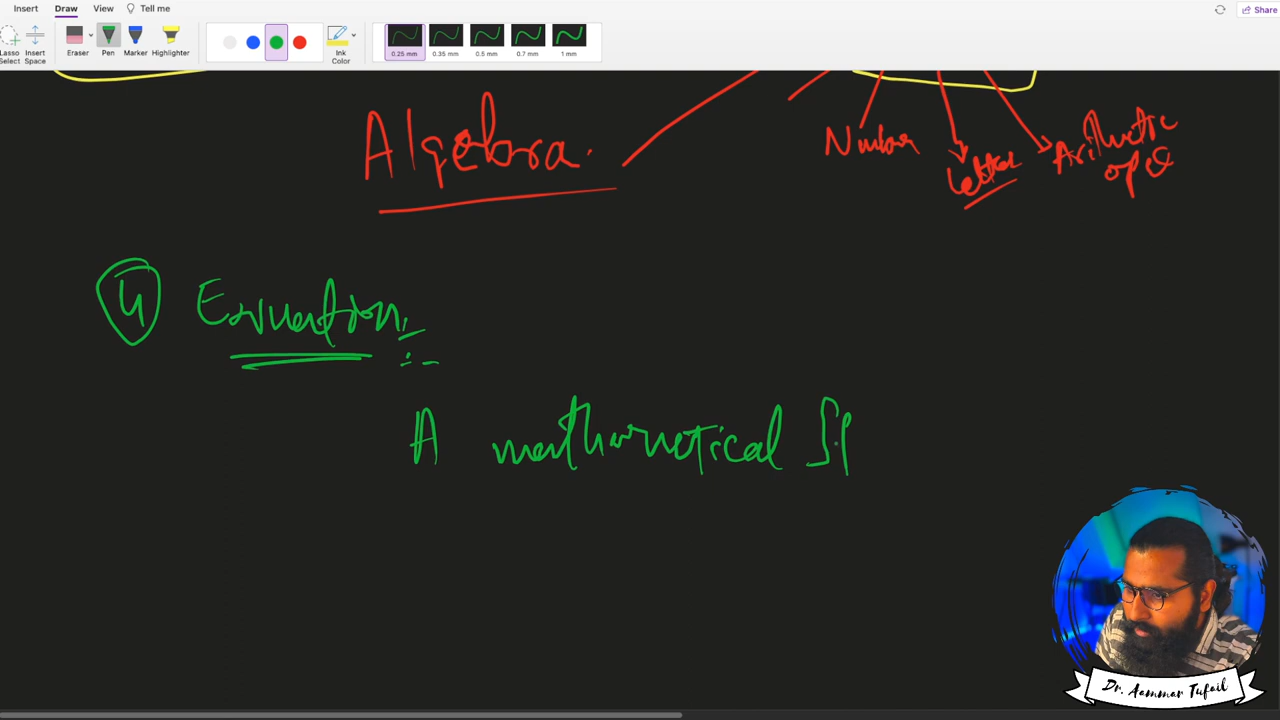 Insert Draw View Tell me
Share
Lasso Select
Insert Space
Eraser
Pen
Marker
Highlighter
Ink Color
0.25 mm 0.35 mm 0.5 mm 0.7 mm 1 mm
Algebra.
Number
Letter
Arithmetic
4 Equation :-
A mathematical
Dr. Aammar Tufail